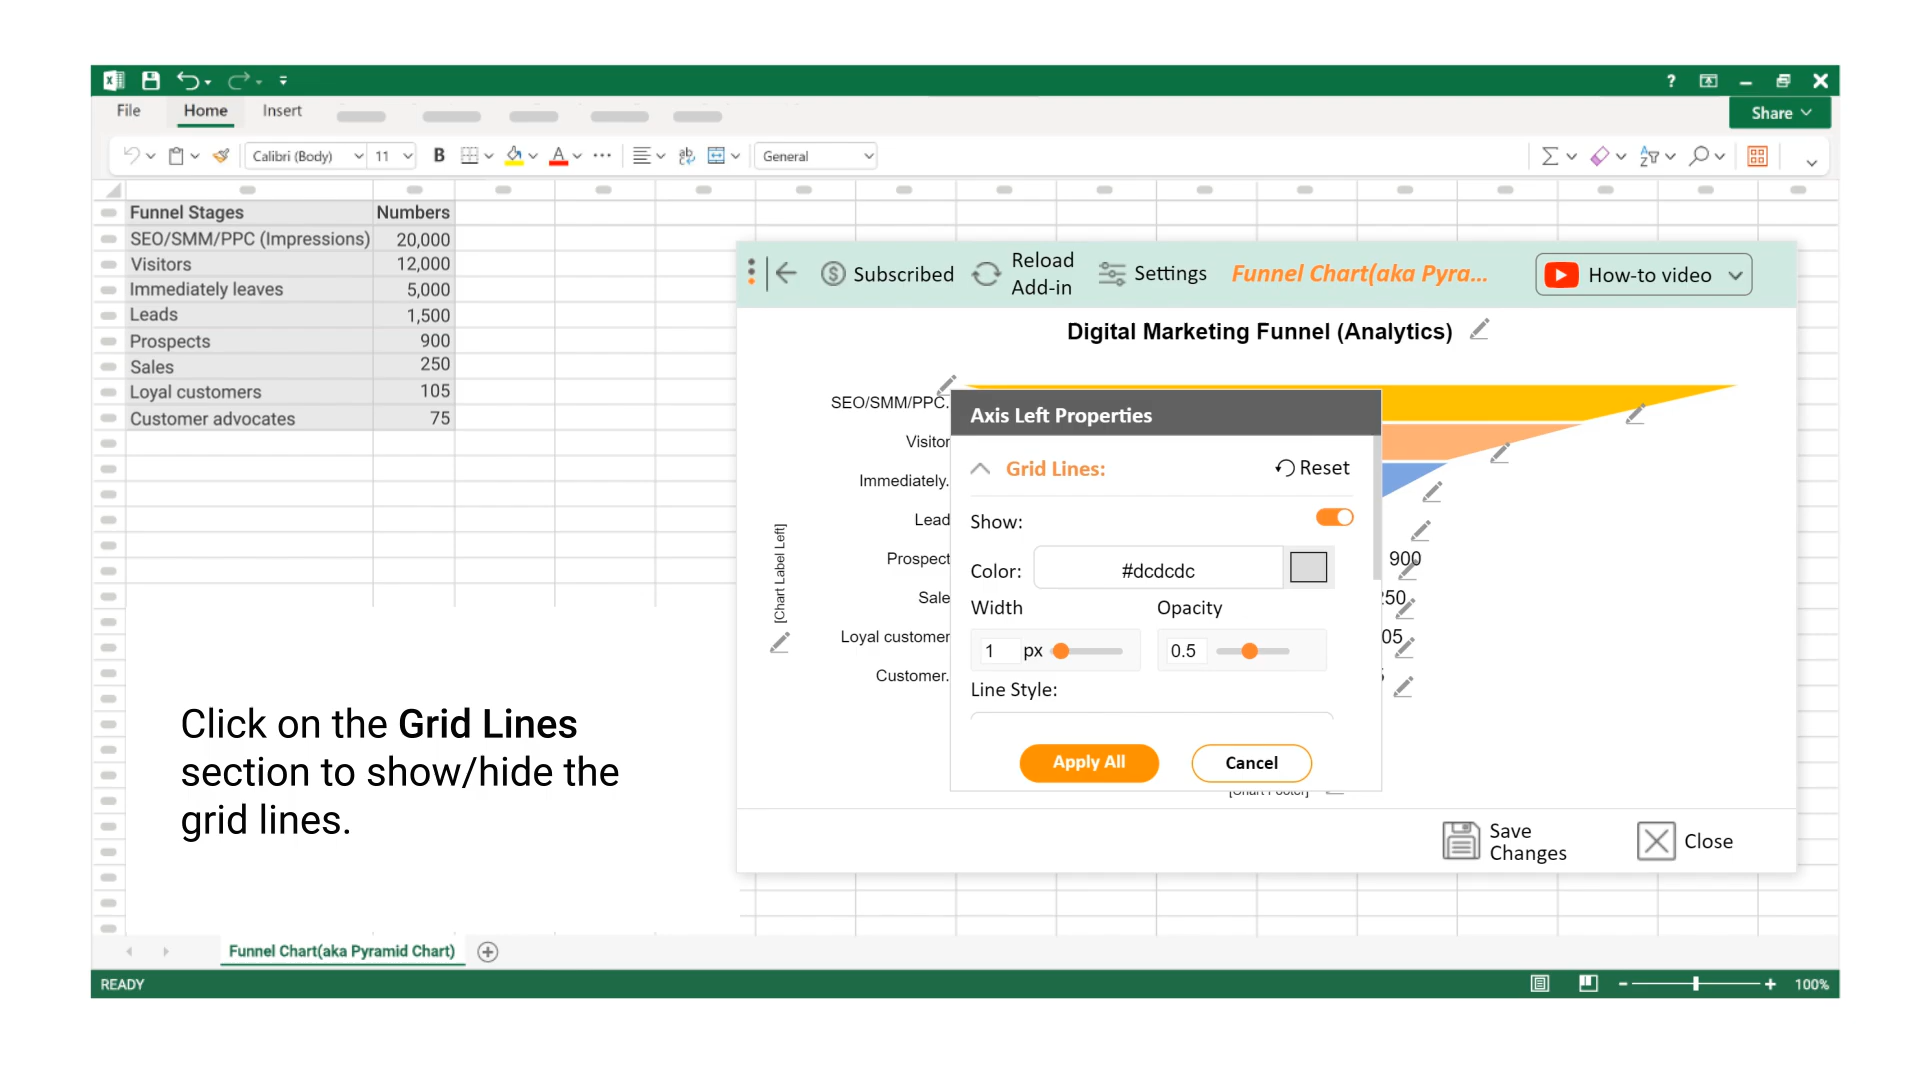 File Home Insert
Share
Calibri (Body) 11 B A General
Funnel Stages Numbers
SEO/SMM/PPC (Impressions) 20,000
Visitors 12,000
Immediately leaves 5,000
Leads 1,500
Prospects 900
Sales 250
Loyal customers 105
Customer advocates 75
Click on the Grid Lines
section to show/hide the
grid lines.
Subscribed
Reload
Add-in
Settings
Funnel Chart(aka Pyra...
How-to video
Digital Marketing Funnel (Analytics)
SEO/SMM/PPC.
Visitor
Immediately.
Lead
Prospect
Sale
Loyal customer
Customer.
[Chart Label Left]
900
250
05
Axis Left Properties
Grid Lines:
Reset
Show:
Color: #dcdcdc
Width Opacity
1 px 0.5
Line Style:
Apply All Cancel
[Chart Footer]
Save
Changes
Close
Funnel Chart(aka Pyramid Chart)
READY
100%